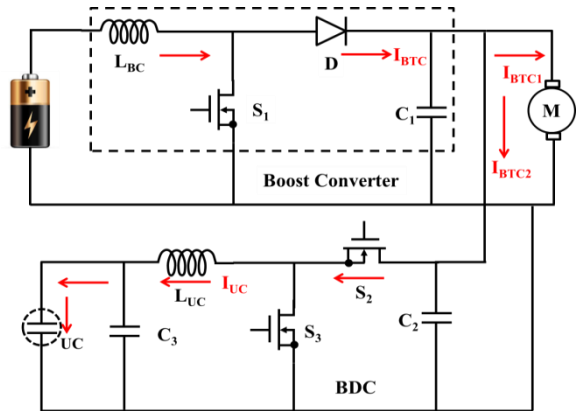 L_BC
D
I_BTC
I_BTC1
S_1
C_1
M
I_BTC2
Boost Converter
S_2
L_UC
I_UC
UC
C_3
S_3
C_2
BDC